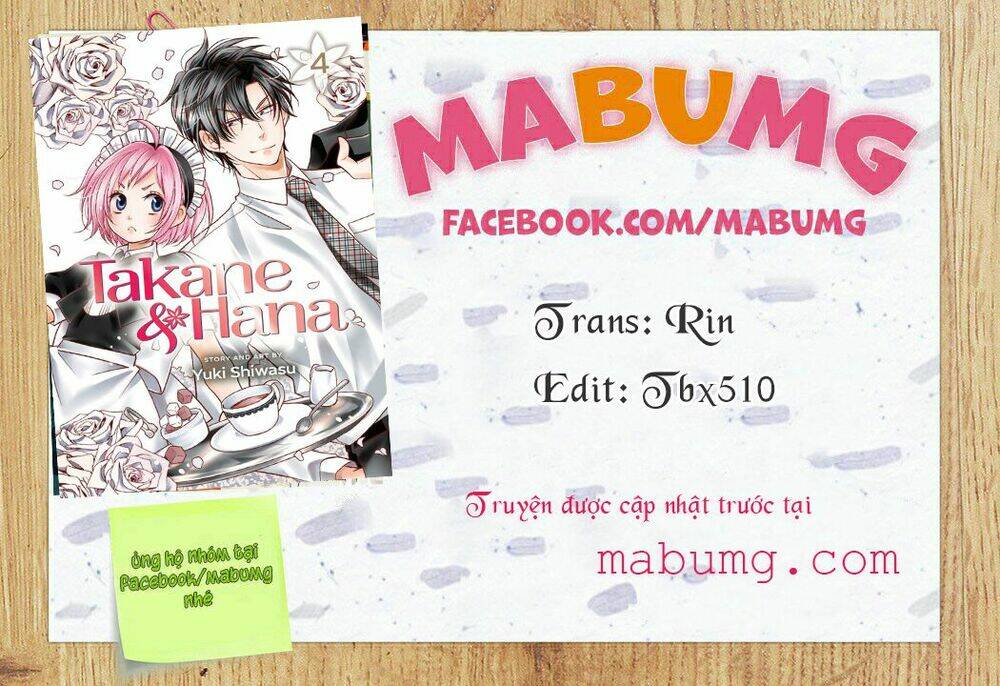 4
Takane
& Hana
STORY AND ART BY
Yuki Shiwasu
MABUMG
FACEBOOK.COM/MABUMG
Trans: Rin
Edit: Tbx510
Truyện được cập nhật trước tại
mabumg.com
ủng hộ nhóm tại
Facebook/mabumg
nhé